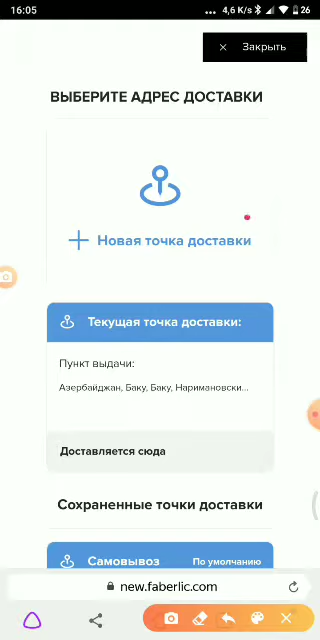 16:05
4,6 K/s
26
Закрыть
ВЫБЕРИТЕ АДРЕС ДОСТАВКИ
Новая точка доставки
Текущая точка доставки:
Пункт выдачи:
Азербайджан, Баку, Баку, Наримановски...
Доставляется сюда
Сохраненные точки доставки
Самовывоз
По умолчанию
new.faberlic.com